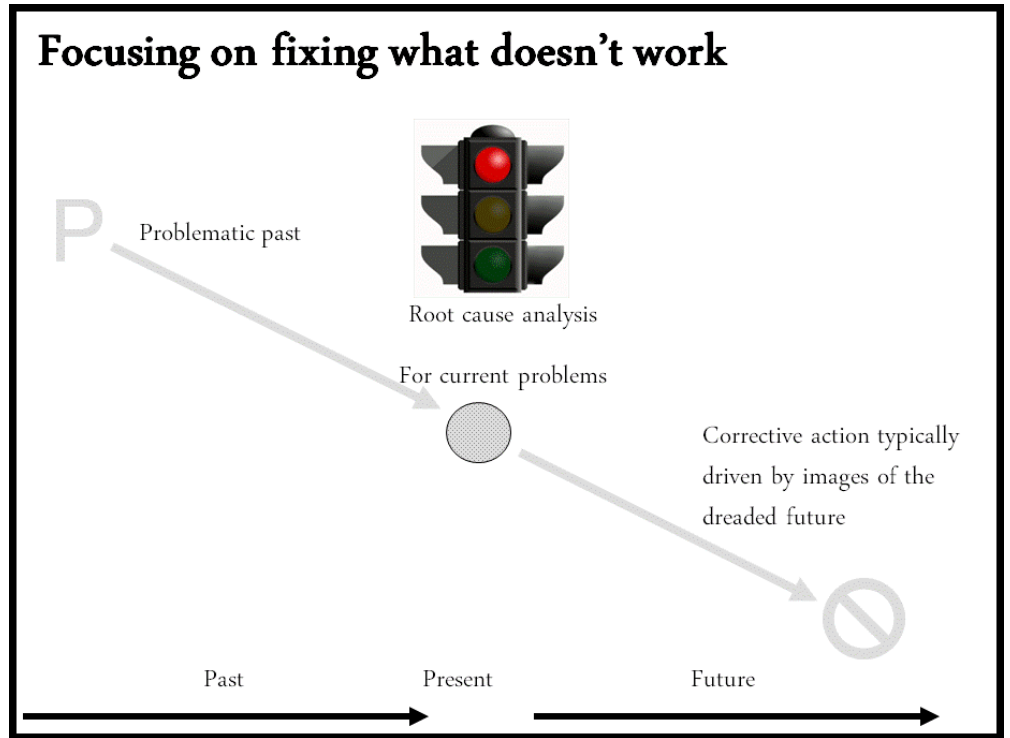 Focusing on fixing what doesn't work
P
Problematic past
Root cause analysis
For current problems
Corrective action typically
driven by images of the
dreaded future
Past
Present
Future